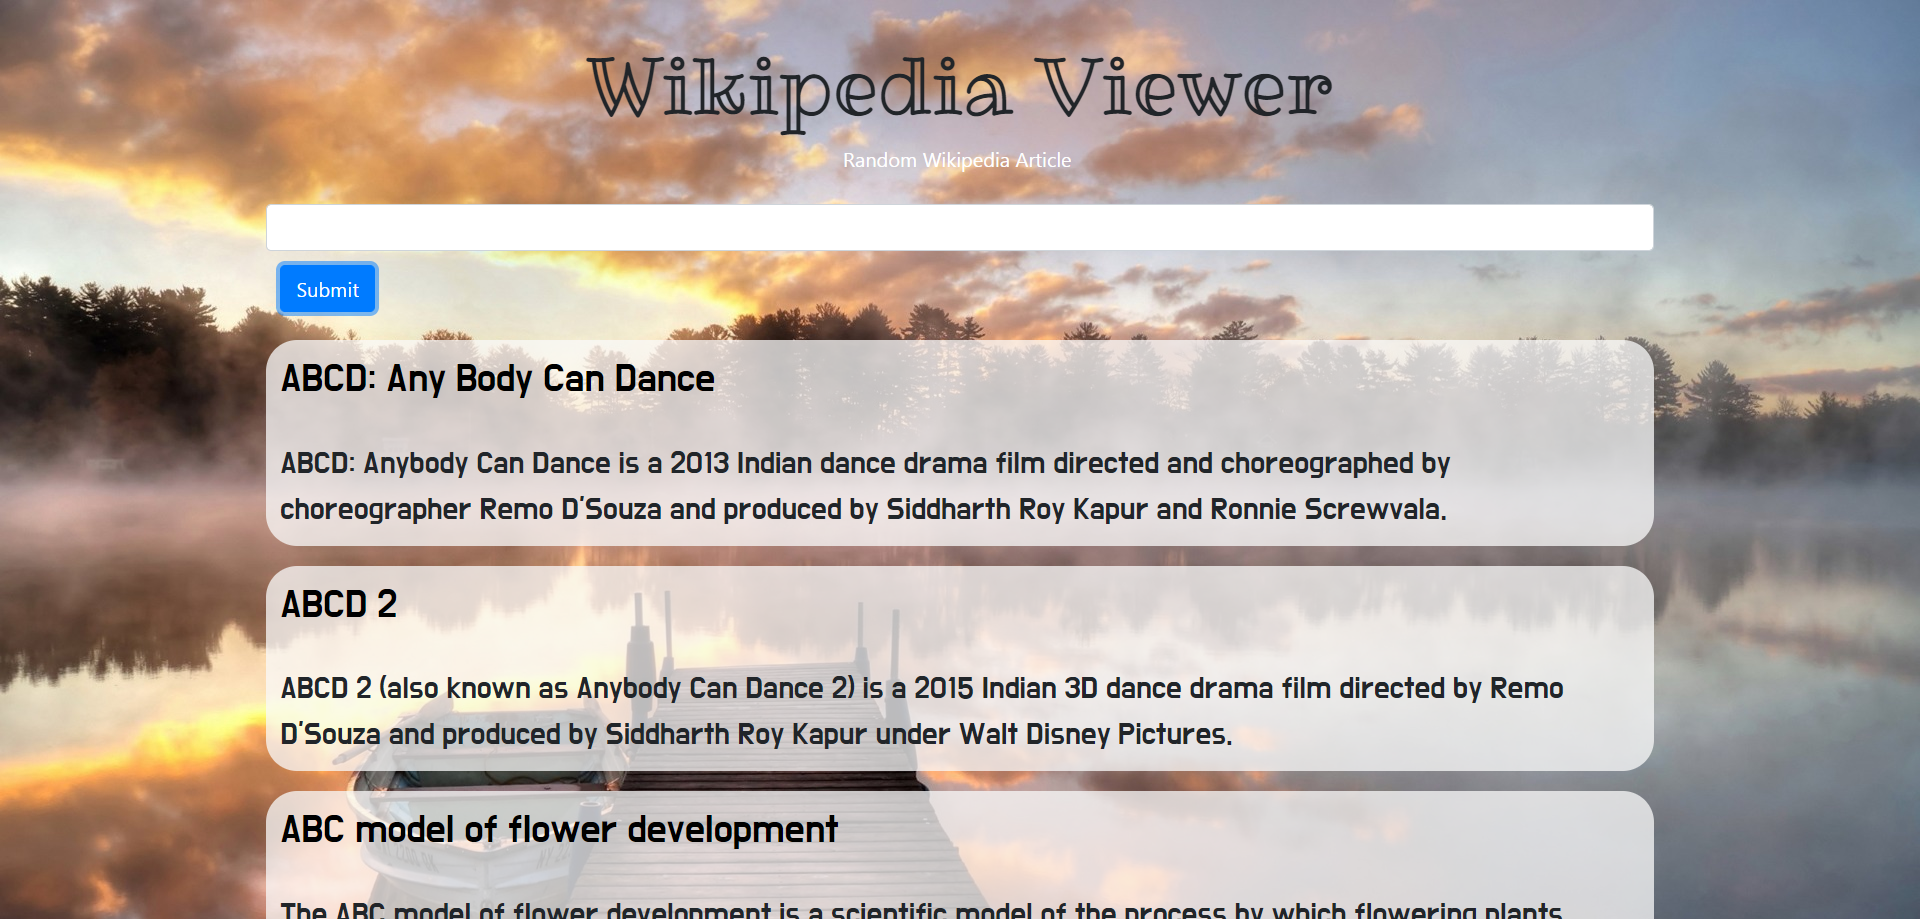 Wikipedia Viewer
Random Wikipedia Article
Submit
ABCD: Any Body Can Dance
ABCD: Anybody Can Dance is a 2013 Indian dance drama film directed and choreographed by
choreographer Remo D'Souza and produced by Siddharth Roy Kapur and Ronnie Screwvala.
ABCD 2
ABCD 2 (also known as Anybody Can Dance 2) is a 2015 Indian 3D dance drama film directed by Remo
D'Souza and produced by Siddharth Roy Kapur under Walt Disney Pictures.
ABC model of flower development
The ABC model of flower development is a scientific model of the process by which flowering plants